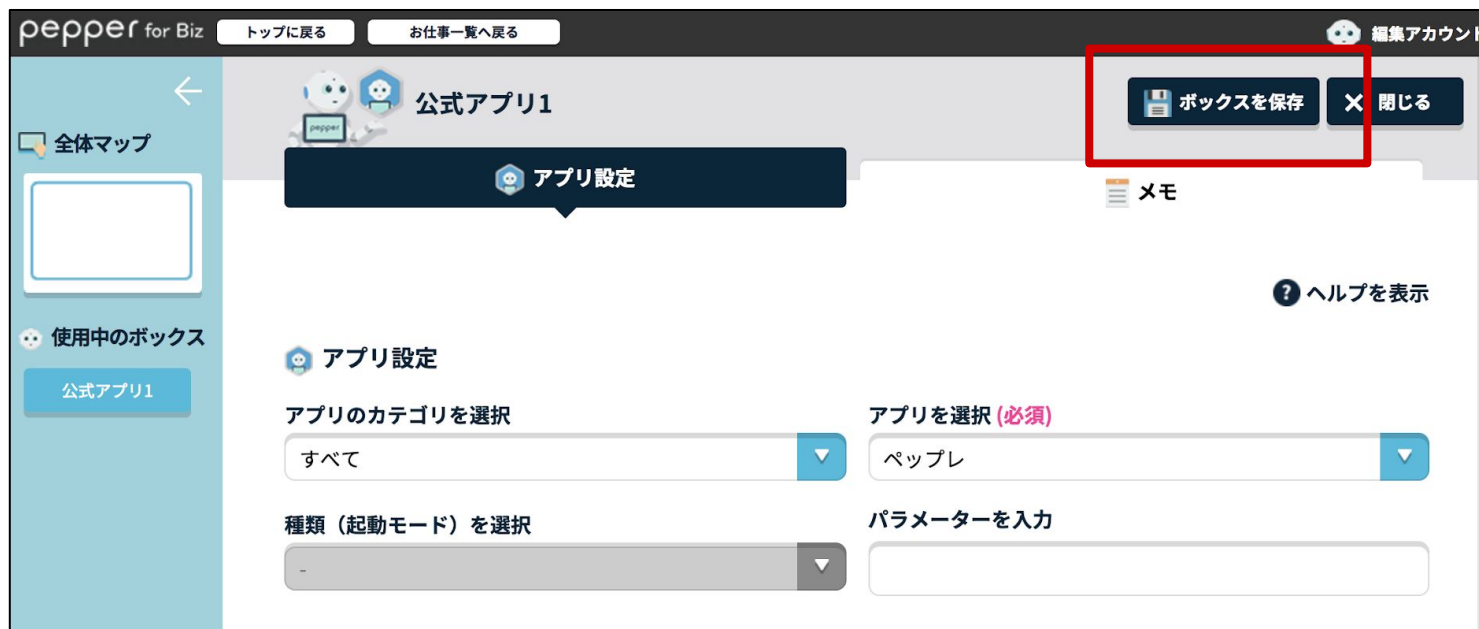 pepper for Biz トップに戻る お仕事一覧へ戻る 編集アカウント
公式アプリ1 ボックスを保存 × 閉じる
pepper
全体マップ
アプリ設定 メモ
? ヘルプを表示
使用中のボックス
公式アプリ1
アプリ設定
アプリのカテゴリを選択 アプリを選択 (必須)
すべて ペップレ
種類（起動モード）を選択 パラメーターを入力
-